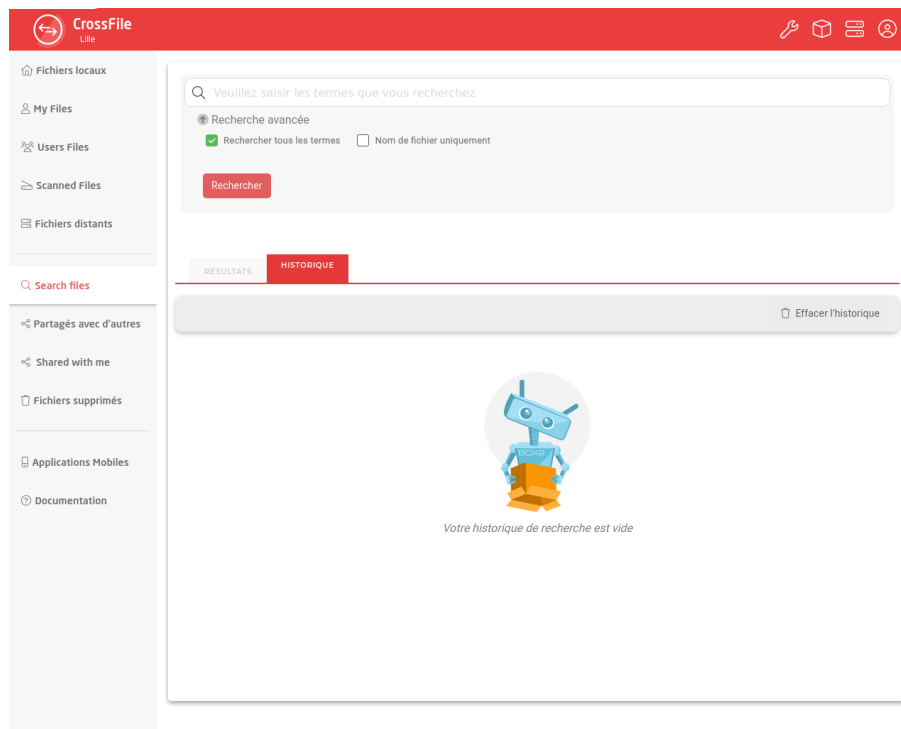 CrossFile
Lille
Fichiers locaux
My Files
Users Files
Scanned Files
Fichiers distants
Search files
Partagés avec d'autres
Shared with me
Fichiers supprimés
Applications Mobiles
Documentation
Veuillez saisir les termes que vous recherchez
Recherche avancée
Rechercher tous les termes Nom de fichier uniquement
Rechercher
RÉSULTATS HISTORIQUE
Effacer l'historique
BOX2
Votre historique de recherche est vide